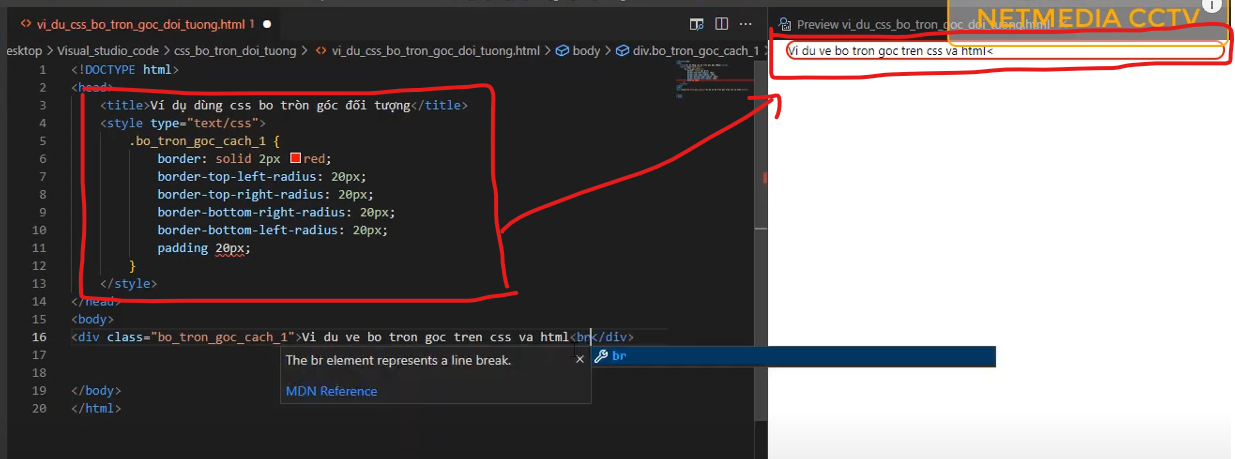 vi_du_css_bo_tron_goc_doi_tuong.html 1
Preview vi_du_css_bo_tron_goc_doi_tuong.html
NETMEDIA CCTV
esktop > Visual_studio_code > css_bo_tron_doi_tuong > vi_du_css_bo_tron_goc_doi_tuong.html > body > div.bo_tron_goc_cach_1
Vi du ve bo tron goc tren css va html<
1 <!DOCTYPE html>
2 <head>
3 <title>Ví dụ dùng css bo tròn góc đối tượng</title>
4 <style type="text/css">
5 .bo_tron_goc_cach_1 {
6 border: solid 2px red;
7 border-top-left-radius: 20px;
8 border-top-right-radius: 20px;
9 border-bottom-right-radius: 20px;
10 border-bottom-left-radius: 20px;
11 padding 20px;
12 }
13 </style>
14 </head>
15 <body>
16 <div class="bo_tron_goc_cach_1">Vi du ve bo tron goc tren css va html<br</div>
17
The br element represents a line break. ×
br
18
MDN Reference
19 </body>
20 </html>